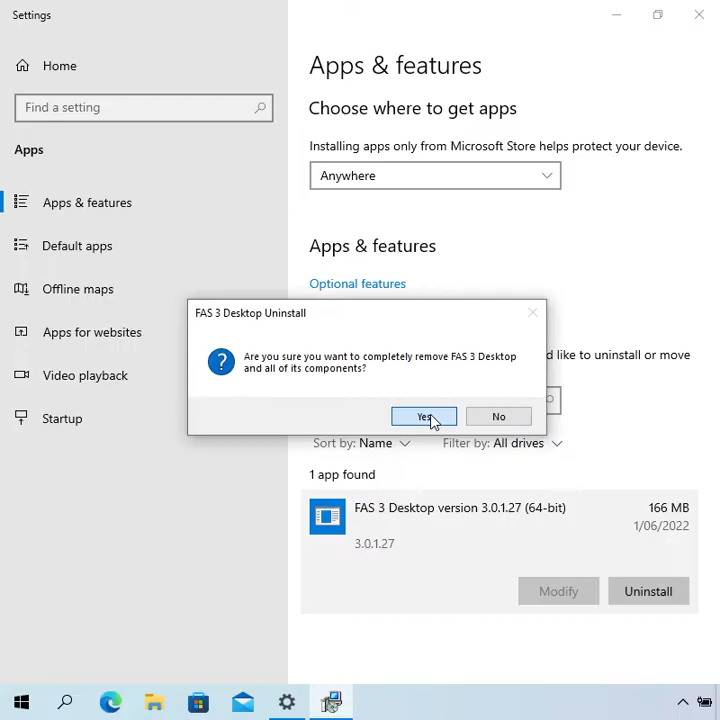 Settings
Home
Find a setting
Apps
Apps & features
Default apps
Offline maps
Apps for websites
Video playback
Startup
Apps & features
Choose where to get apps
Installing apps only from Microsoft Store helps protect your device.
Anywhere
Apps & features
Optional features
FAS 3 Desktop Uninstall
Are you sure you want to completely remove FAS 3 Desktop
and all of its components?
Yes
No
d like to uninstall or move
Sort by: Name
Filter by: All drives
1 app found
FAS 3 Desktop version 3.0.1.27 (64-bit)
166 MB
1/06/2022
3.0.1.27
Modify
Uninstall